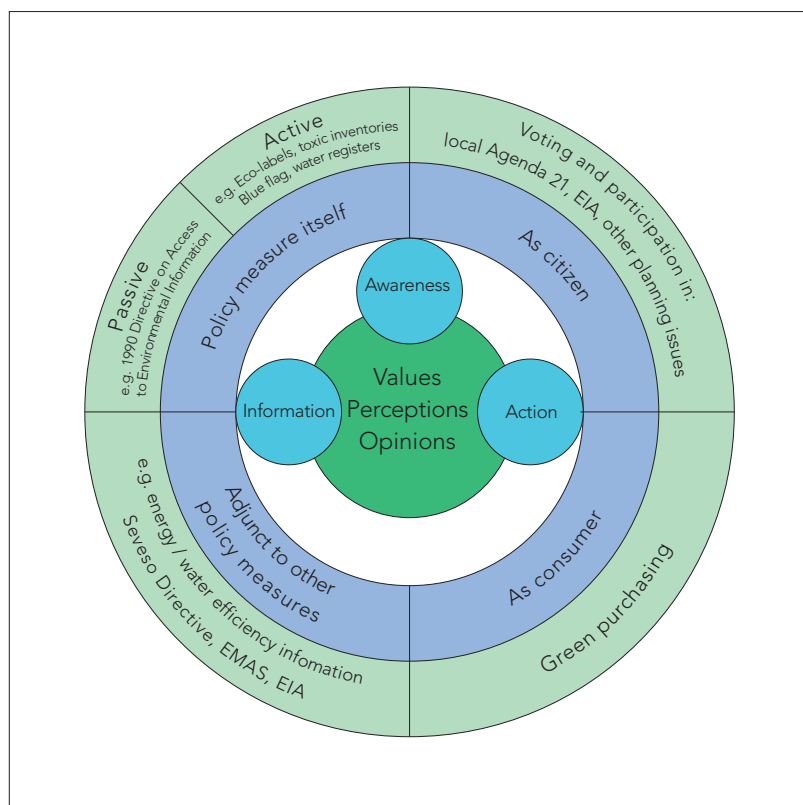 Active
e.g. Eco-labels, toxic inventories
Blue flag, water registers
Voting and participation in:
local Agenda 21, EIA, other planning issues
Passive
e.g. 1990 Directive on Access
to Environmental Information
Policy measure itself
As citizen
Awareness
Information
Values
Perceptions
Opinions
Action
Adjunct to other
policy measures
As consumer
e.g. energy / water efficiency infomation
Seveso Directive, EMAS, EIA
Green purchasing